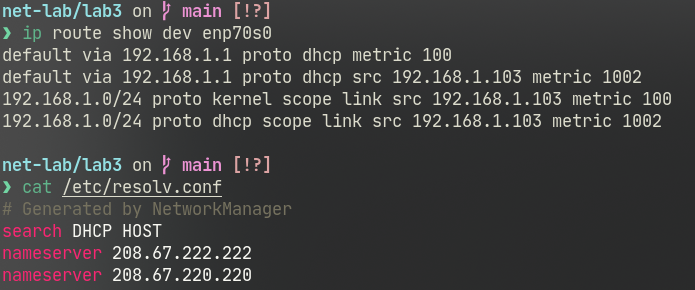 net-lab/lab3 on  main [!?]
❯ ip route show dev enp70s0
default via 192.168.1.1 proto dhcp metric 100
default via 192.168.1.1 proto dhcp src 192.168.1.103 metric 1002
192.168.1.0/24 proto kernel scope link src 192.168.1.103 metric 100
192.168.1.0/24 proto dhcp scope link src 192.168.1.103 metric 1002
net-lab/lab3 on  main [!?]
❯ cat /etc/resolv.conf
# Generated by NetworkManager
search DHCP HOST
nameserver 208.67.222.222
nameserver 208.67.220.220